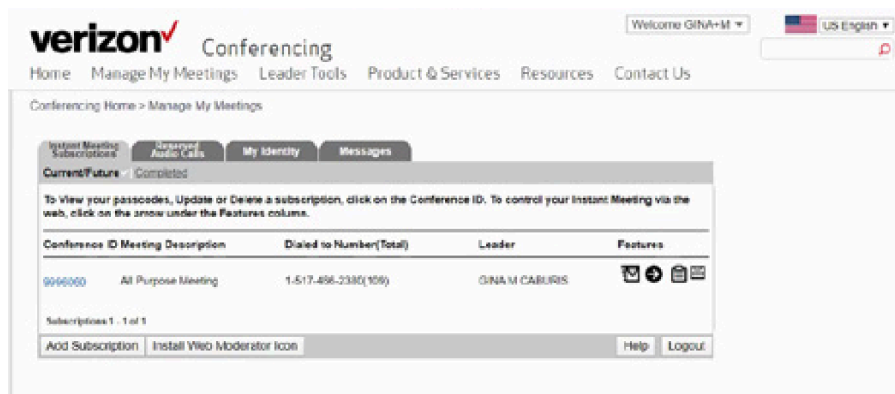 Welcome GINA+M
US English
verizon Conferencing
Home Manage My Meetings Leader Tools Product & Services Resources Contact Us
Conferencing Home > Manage My Meetings
Instant Meeting Subscriptions
Reserved Audio Calls
My Identity
Messages
Current/Future Completed
To View your passcodes, Update or Delete a subscription, click on the Conference ID. To control your Instant Meeting via the
web, click on the arrow under the Features column.
Conference ID Meeting Description Dialed to Number(Total) Leader Features
All Purpose Meeting GINA M CABURIS
Subscriptions 1 - 1 of 1
Add Subscription Install Web Moderator Icon Help Logout